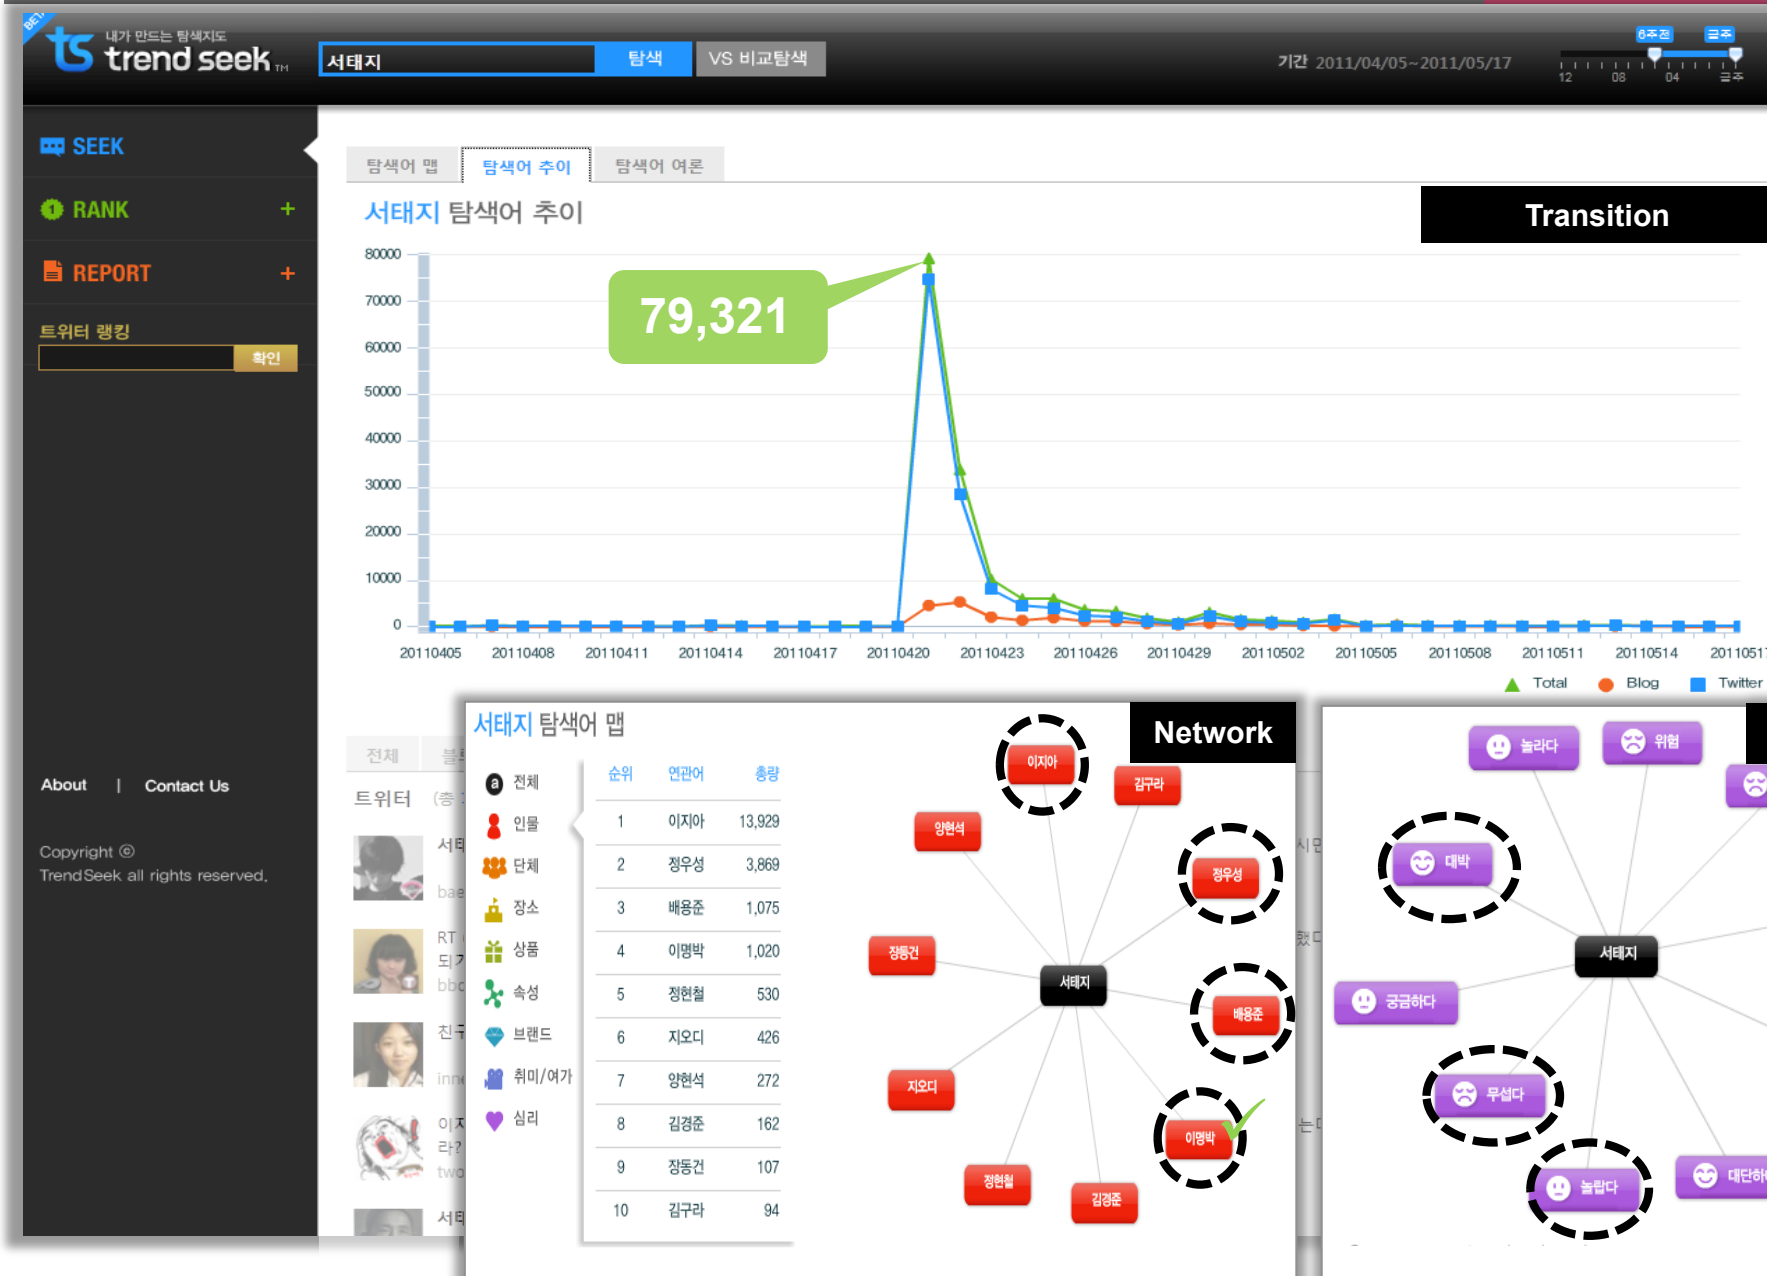 BETA
ts 내가 만드는 탐색지도
trend seek TM
서태지
탐색
VS 비교탐색
기간 2011/04/05~2011/05/17
6주전 금주
12 08 04 금주
SEEK
RANK +
REPORT +
트위터 랭킹
확인
About | Contact Us
Copyright ©
TrendSeek all rights reserved.
탐색어 맵 탐색어 추이 탐색어 여론
서태지 탐색어 추이
Transition
80000
70000
60000
50000
40000
30000
20000
10000
0
79,321
20110405 20110408 20110411 20110414 20110417 20110420 20110423 20110426 20110429 20110502 20110505 20110508 20110511 20110514 2011051
Total Blog Twitter
전체
트위터 (총
RT
bbc
친구
라?
two
서태지 탐색어 맵
Network
전체
인물
단체
장소
상품
속성
브랜드
취미/여가
심리
순위 연관어 총량
1 이지아 13,929
2 정우성 3,869
3 배용준 1,075
4 이명박 1,020
5 정현철 530
6 지오디 426
7 양현석 272
8 김경준 162
9 장동건 107
10 김구라 94
이지아
김구라
양현석
정우성
장동건
서태지
배용준
지오디
이명박
정현철
김경준
놀라다
위험
대박
서태지
궁금하다
무섭다
놀랍다
대단하